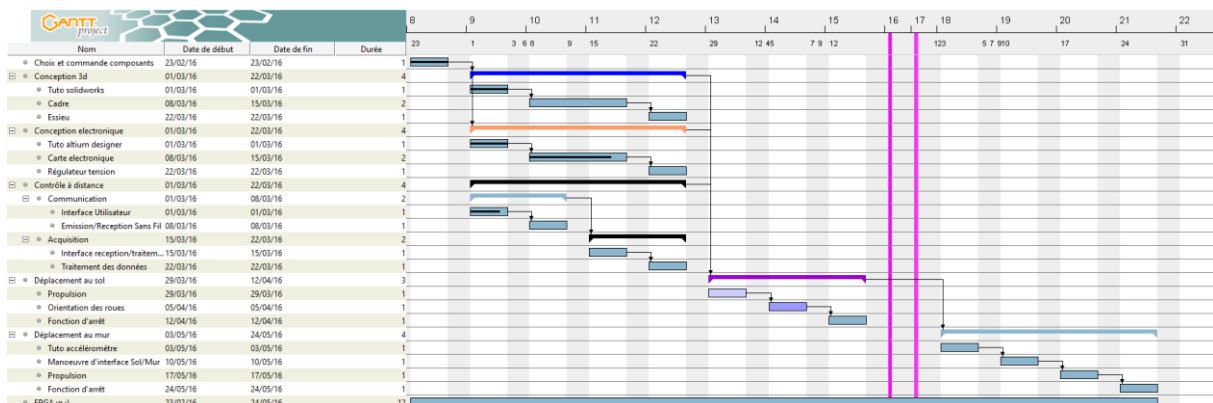 GANTT
project
8 9 10 11 12 13 14 15 16 17 18 19 20 21 22
Nom Date de début Date de fin Durée 23 1 3 6 8 9 15 22 29 12 45 7 9 12 123 5 7 910 17 24 31
Choix et commande composants 23/02/16 23/02/16 1
Conception 3d 01/03/16 22/03/16 4
Tuto solidworks 01/03/16 01/03/16 1
Cadre 08/03/16 15/03/16 2
Essieu 22/03/16 22/03/16 1
Conception electronique 01/03/16 22/03/16 4
Tuto altium designer 01/03/16 01/03/16 1
Carte electronique 08/03/16 15/03/16 2
Régulateur tension 22/03/16 22/03/16 1
Contrôle à distance 01/03/16 22/03/16 4
Communication 01/03/16 08/03/16 2
Interface Utilisateur 01/03/16 01/03/16 1
Emission/Reception Sans Fil 08/03/16 08/03/16 1
Acquisition 15/03/16 22/03/16 2
Interface reception/traitem... 15/03/16 15/03/16 1
Traitement des données 22/03/16 22/03/16 1
Déplacement au sol 29/03/16 12/04/16 3
Propulsion 29/03/16 29/03/16 1
Orientation des roues 05/04/16 05/04/16 1
Fonction d'arrêt 12/04/16 12/04/16 1
Déplacement au mur 03/05/16 24/05/16 4
Tuto accéléromètre 03/05/16 03/05/16 1
Manoeuvre d'interface Sol/Mur 10/05/16 10/05/16 1
Propulsion 17/05/16 17/05/16 1
Fonction d'arrêt 24/05/16 24/05/16 1
FPGA 23/02/16 24/05/16 12